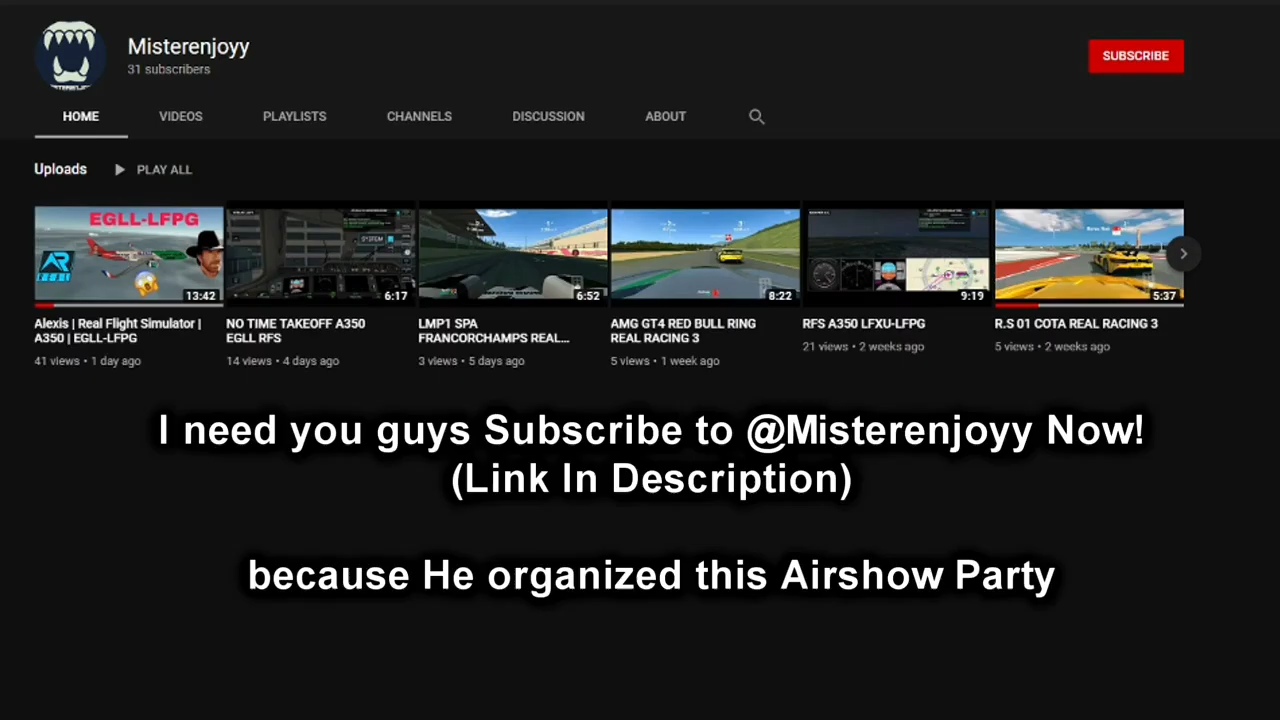 Misterenjoyy
31 subscribers
SUBSCRIBE
HOME VIDEOS PLAYLISTS CHANNELS DISCUSSION ABOUT
Uploads PLAY ALL
EGLL-LFPG
AR
13:42 6:17 6:52 8:22 9:19 5:37
Alexis | Real Flight Simulator | A350 | EGLL-LFPG
41 views • 1 day ago
NO TIME TAKEOFF A350 EGLL RFS
14 views • 4 days ago
LMP1 SPA FRANCORCHAMPS REAL...
3 views • 5 days ago
AMG GT4 RED BULL RING REAL RACING 3
5 views • 1 week ago
RFS A350 LFXU-LFPG
21 views • 2 weeks ago
R.S 01 COTA REAL RACING 3
5 views • 2 weeks ago
I need you guys Subscribe to @Misterenjoyy Now!
(Link In Description)
because He organized this Airshow Party